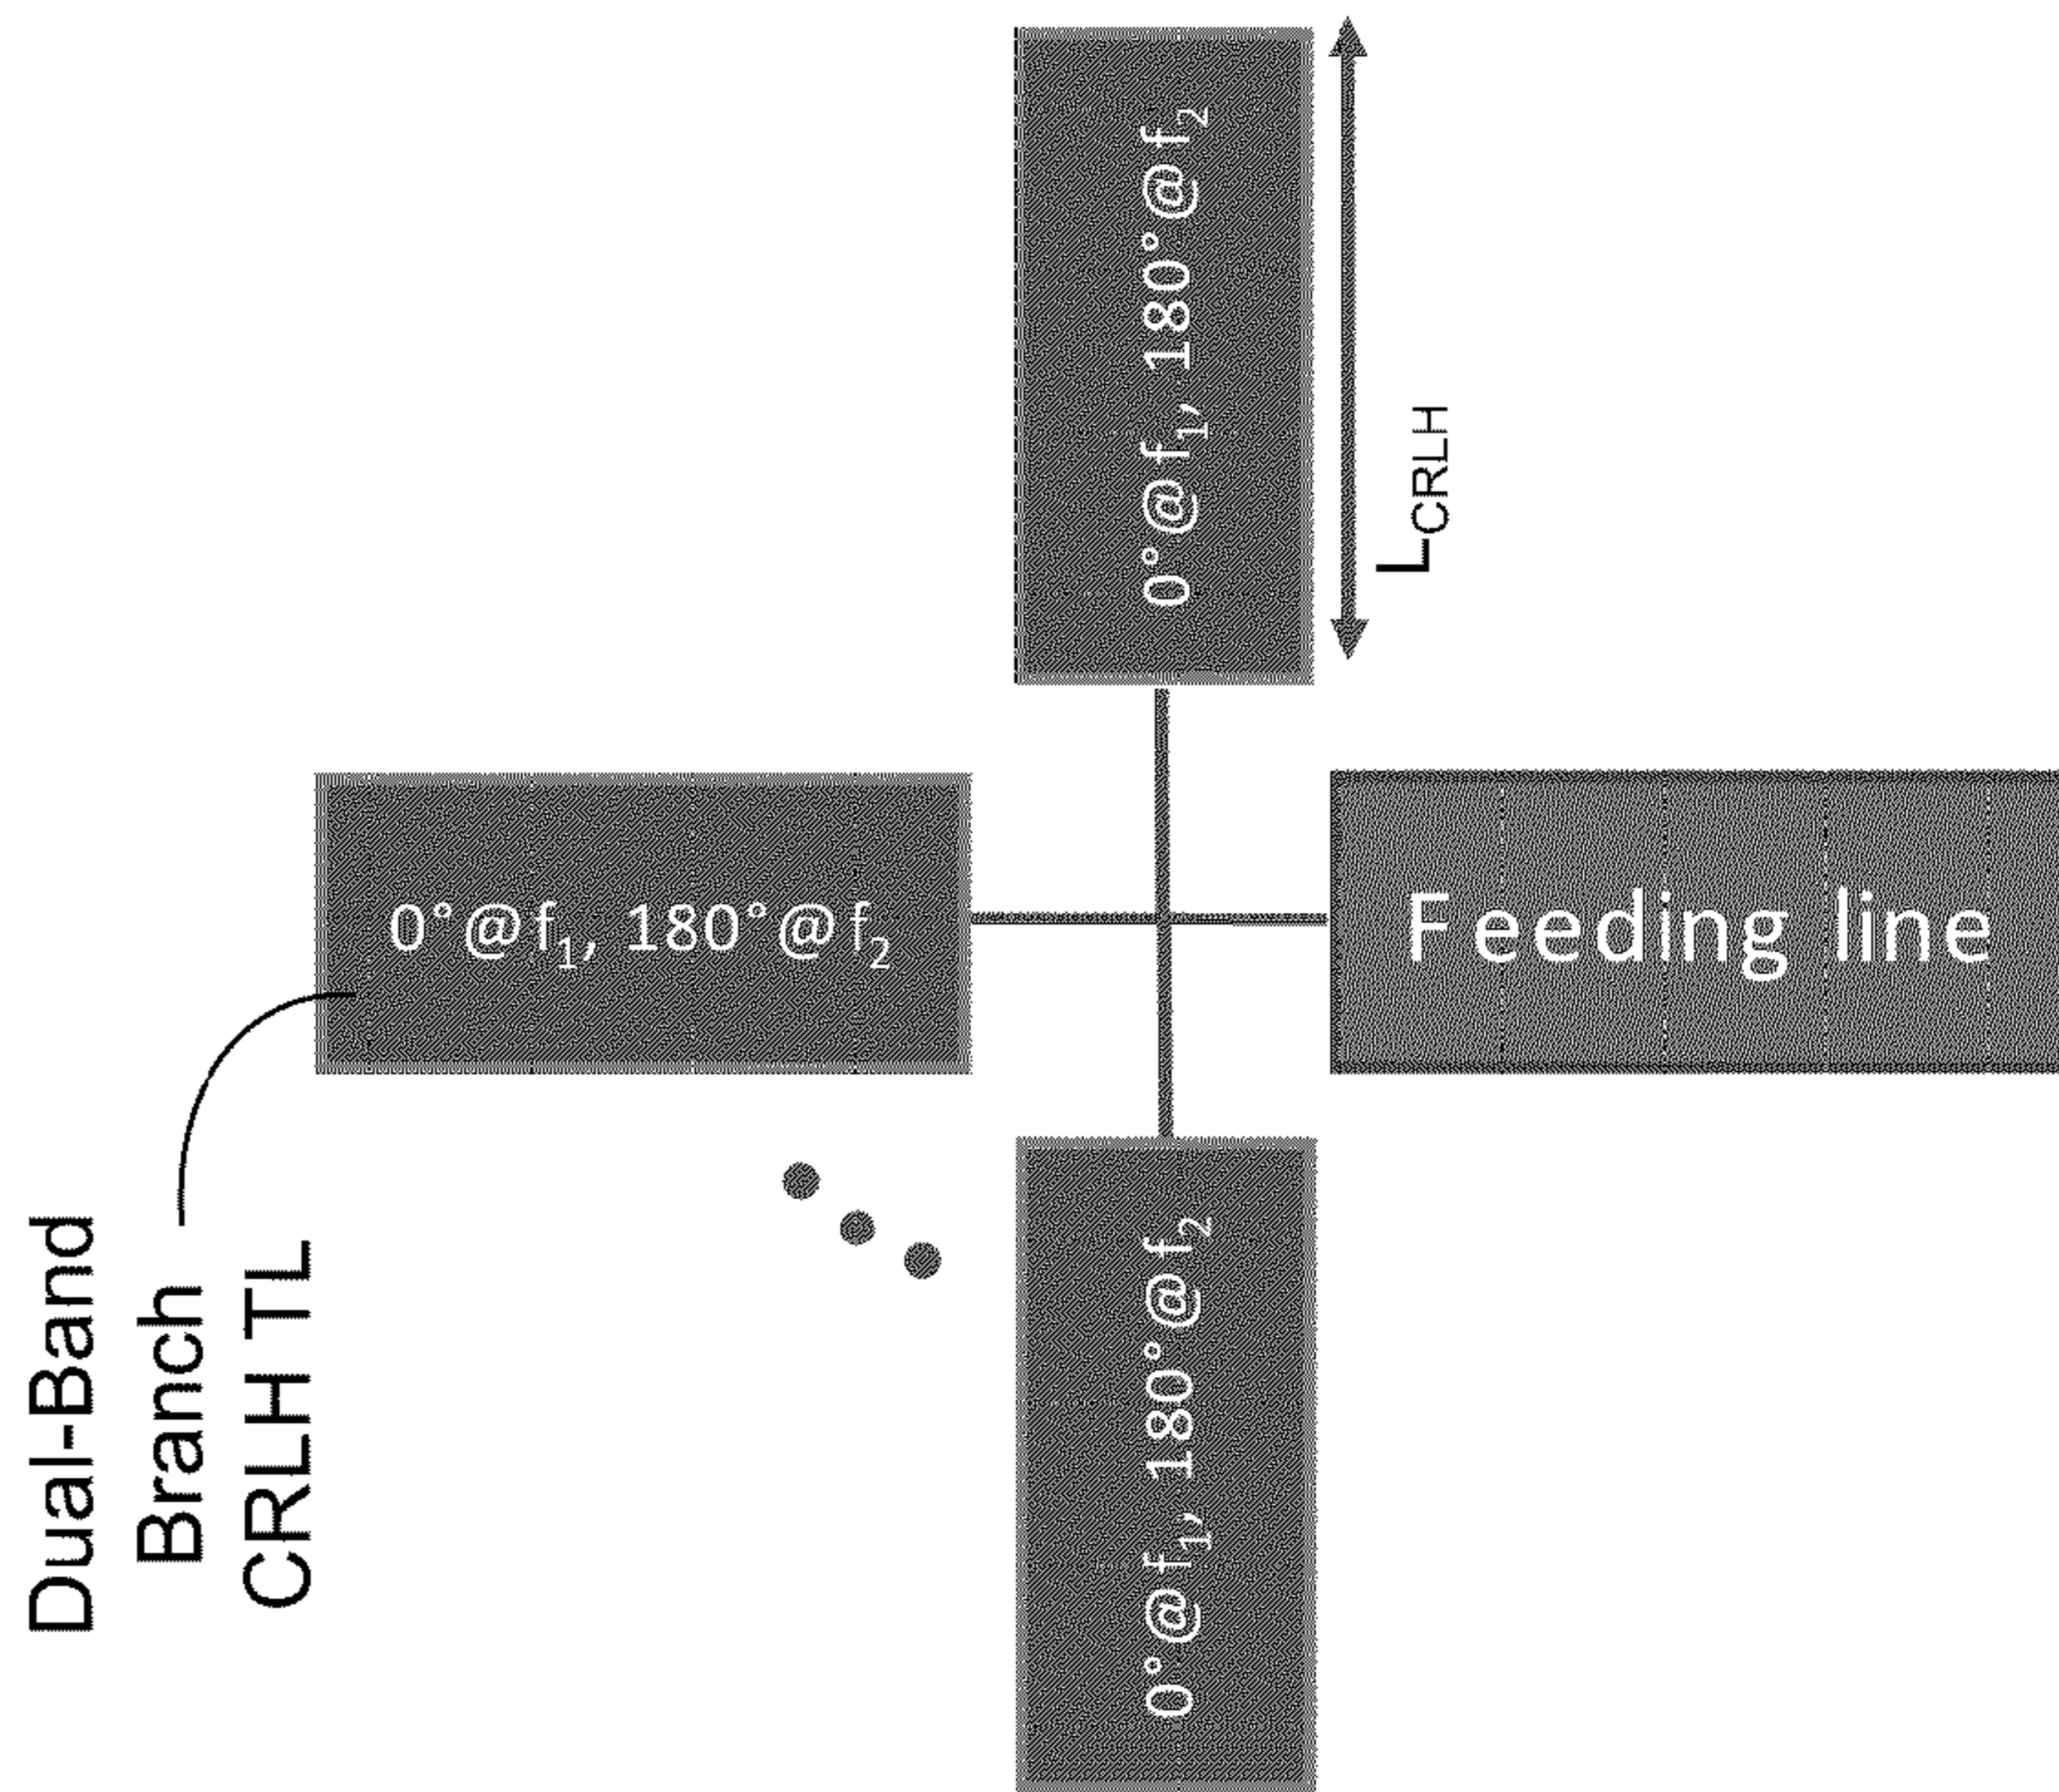 Dual-Band
Branch
CRLH TL
0°@f₁, 180°@f₂
0°@f₁, 180°@f₂
0°@f₁, 180°@f₂
L_CRLH
Feeding line